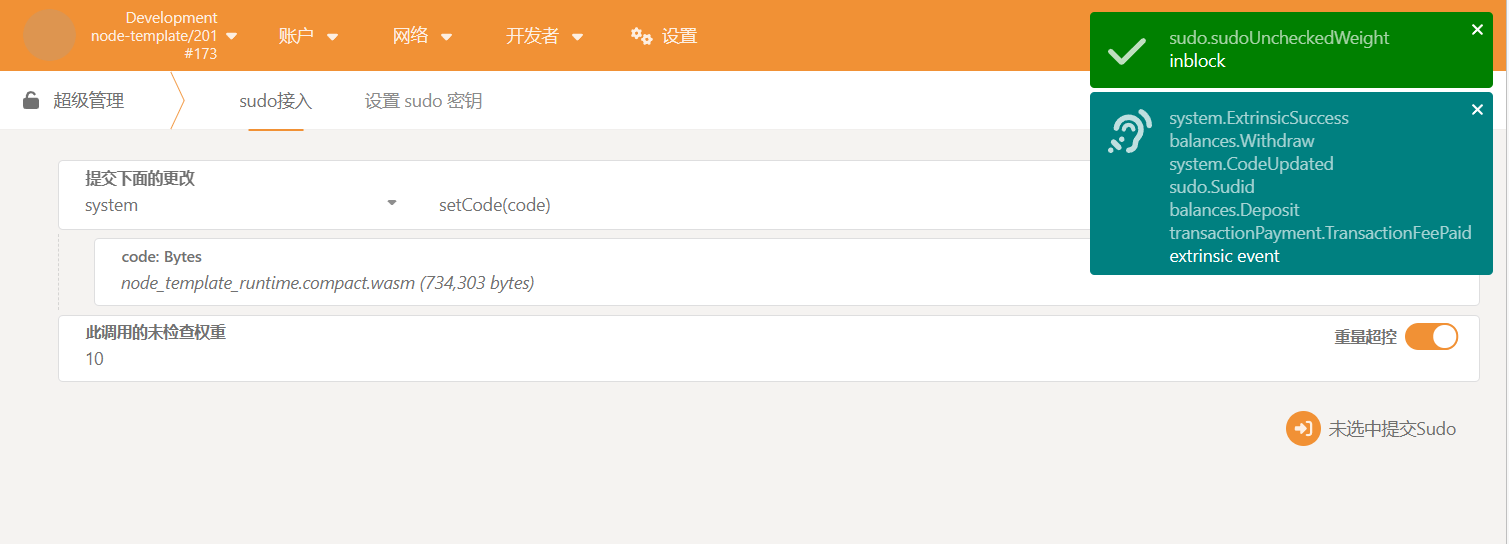 Development
node-template/201
#173
账户
网络
开发者
设置
超级管理
sudo接入
设置 sudo 密钥
提交下面的更改
system
setCode(code)
code: Bytes
node_template_runtime.compact.wasm (734,303 bytes)
此调用的未检查权重
10
重量超控
未选中提交Sudo
sudo.sudoUncheckedWeight
inblock
system.ExtrinsicSuccess
balances.Withdraw
system.CodeUpdated
sudo.Sudid
balances.Deposit
transactionPayment.TransactionFeePaid
extrinsic event